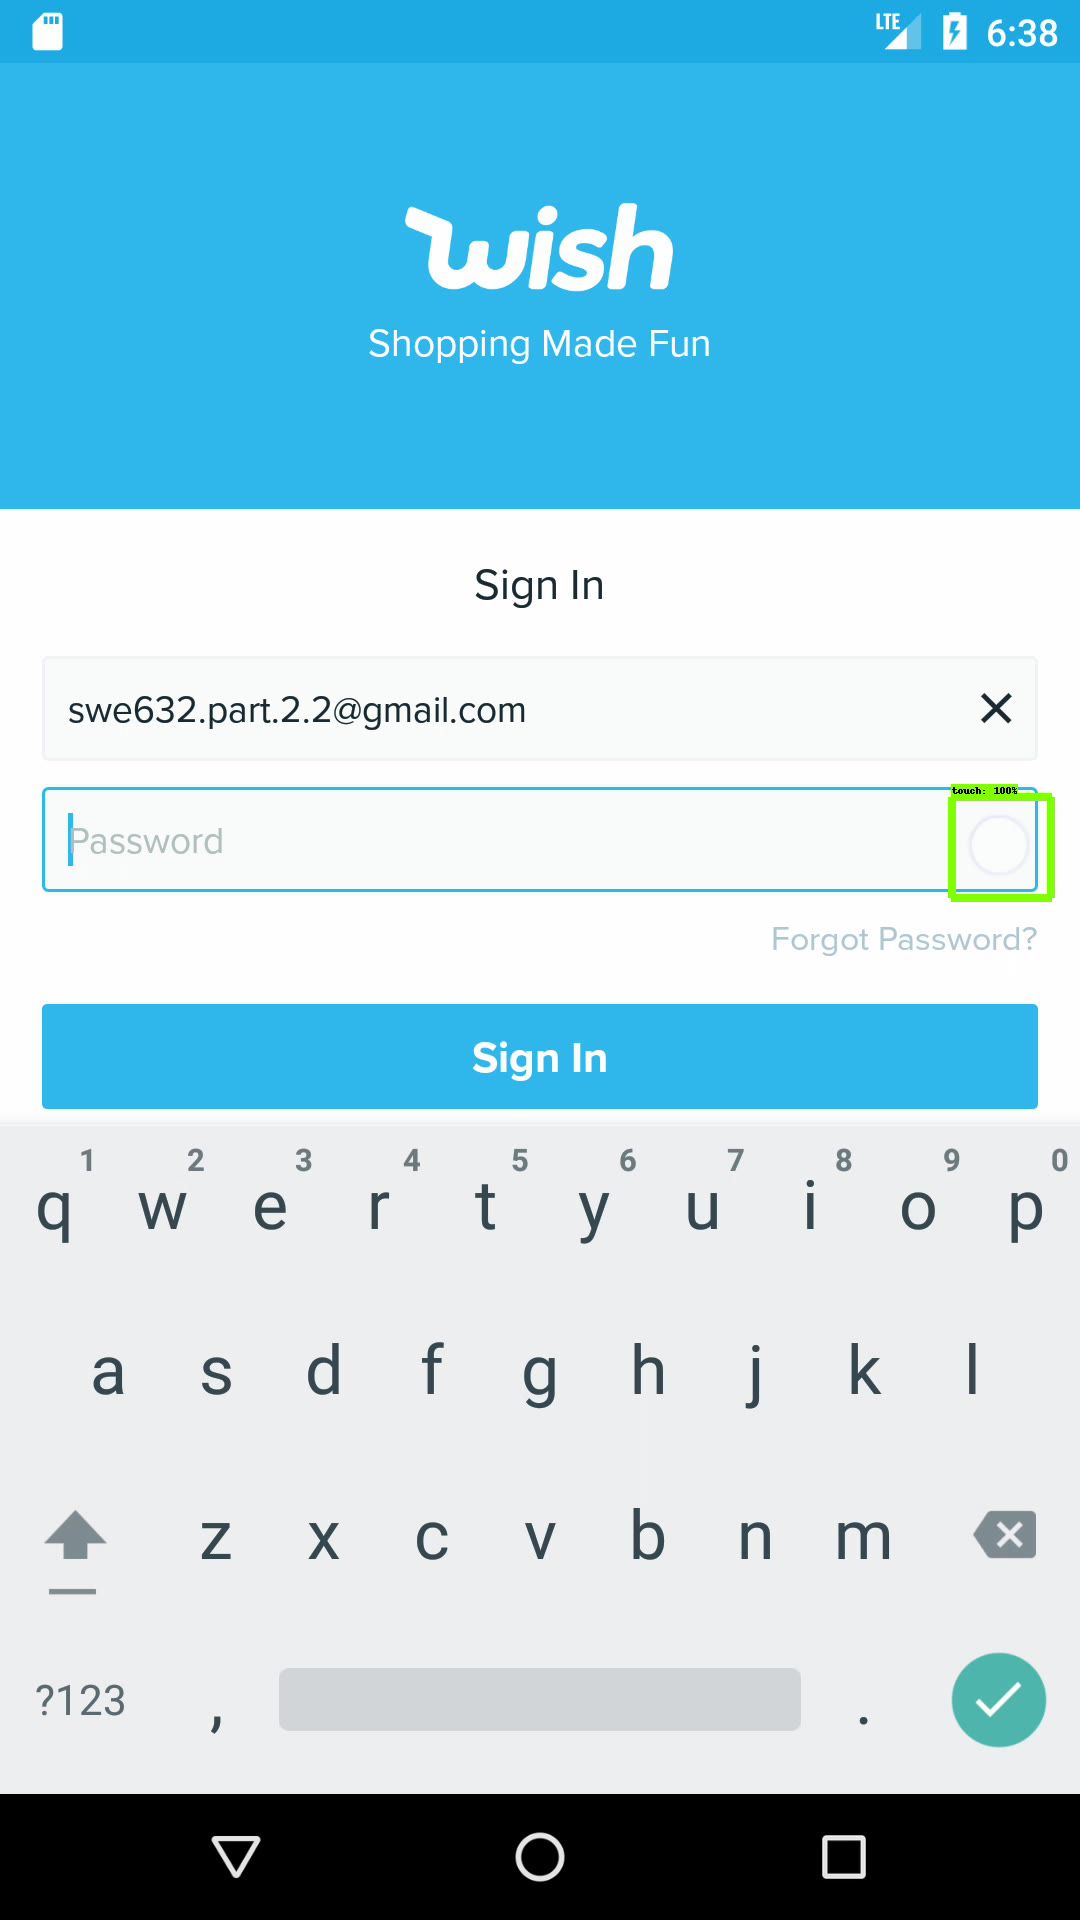 LTE 6:38
wish
Shopping Made Fun
Sign In
swe632.part.2.2@gmail.com
touch: 100%
Password
Forgot Password?
Sign In
1 2 3 4 5 6 7 8 9 0
q w e r t y u i o p
a s d f g h j k l
z x c v b n m
?123 , .